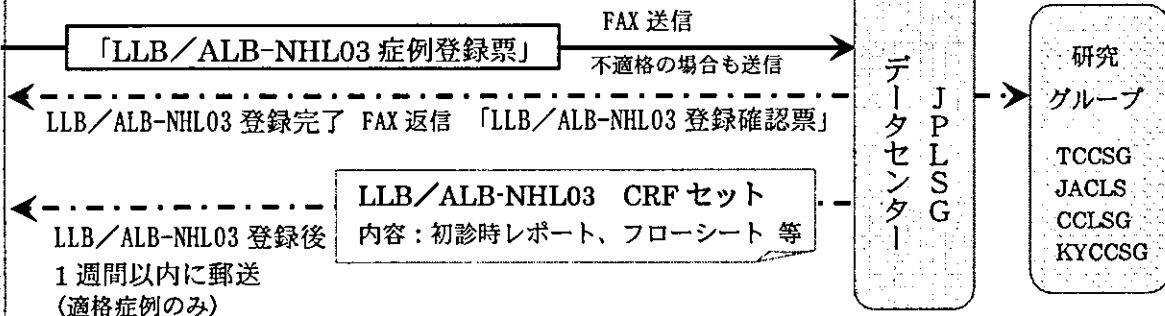 FAX 送信
「LLB／ALB-NHL03 症例登録票」
不適格の場合も送信
LLB／ALB-NHL03 登録完了 FAX 返信 「LLB／ALB-NHL03 登録確認票」
LLB／ALB-NHL03 CRF セット
内容：初診時レポート、フローシート 等
LLB／ALB-NHL03 登録後
1 週間以内に郵送
(適格症例のみ)
JPLSG
データセンター
研究
グループ
TCCSG
JACLS
CCLSG
KYCCSG